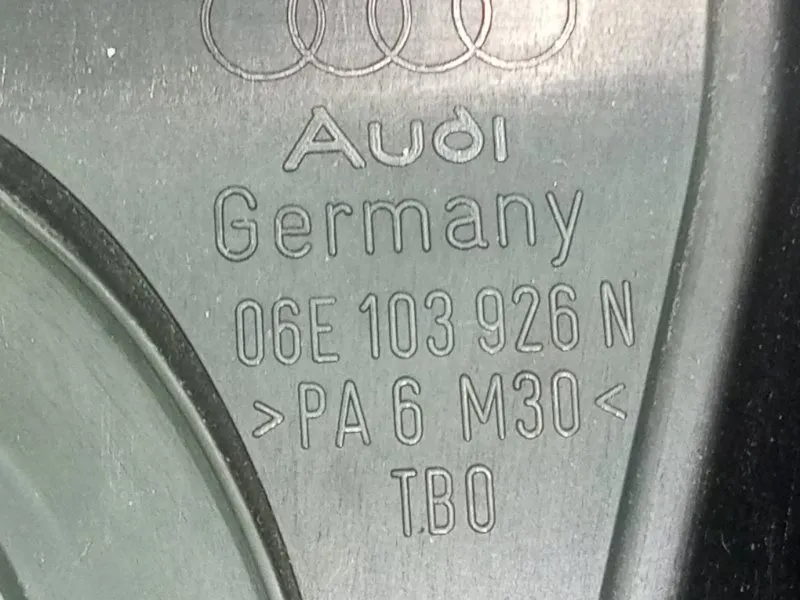 Audi
Germany
06E 103 926 N
>PA 6 M30<
TBO